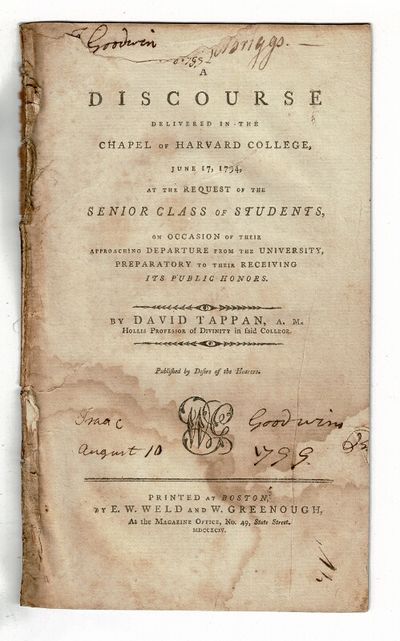 Goodwin
Briggs.
A
DISCOURSE
DELIVERED IN THE
CHAPEL OF HARVARD COLLEGE,
JUNE 17, 1794,
AT THE REQUEST OF THE
SENIOR CLASS OF STUDENTS,
ON OCCASION OF THEIR
APPROACHING DEPARTURE FROM THE UNIVERSITY,
PREPARATORY TO THEIR RECEIVING
ITS PUBLIC HONORS.
BY DAVID TAPPAN, A. M.
HOLLIS PROFESSOR OF DIVINITY IN SAID COLLEGE.
Published by Desire of the Hearers.
Isaac Goodwin
August 10 1799
PRINTED AT BOSTON,
BY E. W. WELD AND W. GREENOUGH,
At the MAGAZINE OFFICE, No. 49, State Street.
MDCCXCIV.